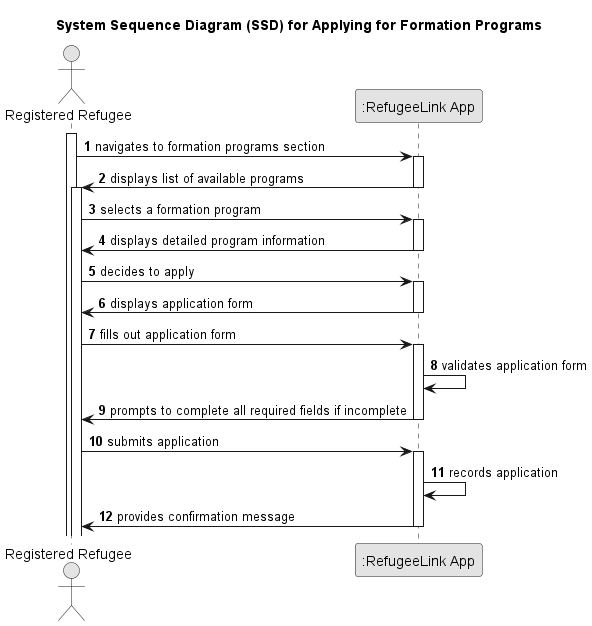 System Sequence Diagram (SSD) for Applying for Formation Programs
Registered Refugee
:RefugeeLink App
1 navigates to formation programs section
2 displays list of available programs
3 selects a formation program
4 displays detailed program information
5 decides to apply
6 displays application form
7 fills out application form
8 validates application form
9 prompts to complete all required fields if incomplete
10 submits application
11 records application
12 provides confirmation message
Registered Refugee
:RefugeeLink App